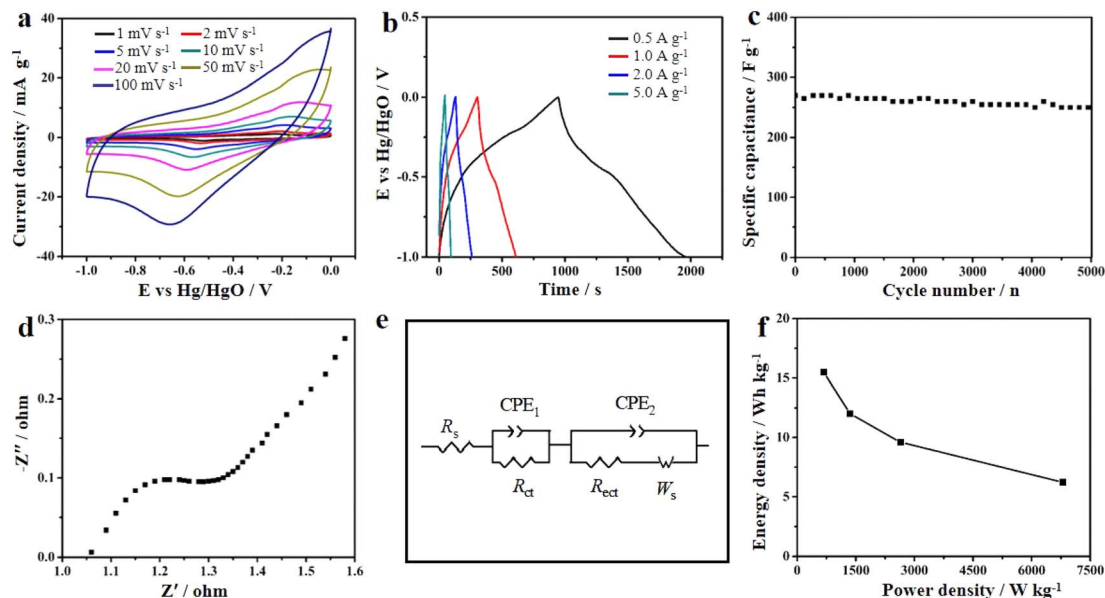 a
Current density / mA g-1
40
20
0
-20
-40
1 mV s-1
2 mV s-1
5 mV s-1
10 mV s-1
20 mV s-1
50 mV s-1
100 mV s-1
-1.0
-0.8
-0.6
-0.4
-0.2
0.0
E vs Hg/HgO / V
b
E vs Hg/HgO / V
0.5
0.0
-0.5
-1.0
0.5 A g-1
1.0 A g-1
2.0 A g-1
5.0 A g-1
0
500
1000
1500
2000
Time / s
c
Specific capacitance / F g-1
400
300
200
100
0
0
1000
2000
3000
4000
5000
Cycle number / n
d
-Z″ / ohm
0.3
0.2
0.1
0.0
1.0
1.1
1.2
1.3
1.4
1.5
1.6
Z′ / ohm
e
CPE1
CPE2
Rs
Rct
Rect
Ws
f
Energy density / Wh kg-1
20
15
10
5
0
0
1500
3000
4500
6000
7500
Power density / W kg-1